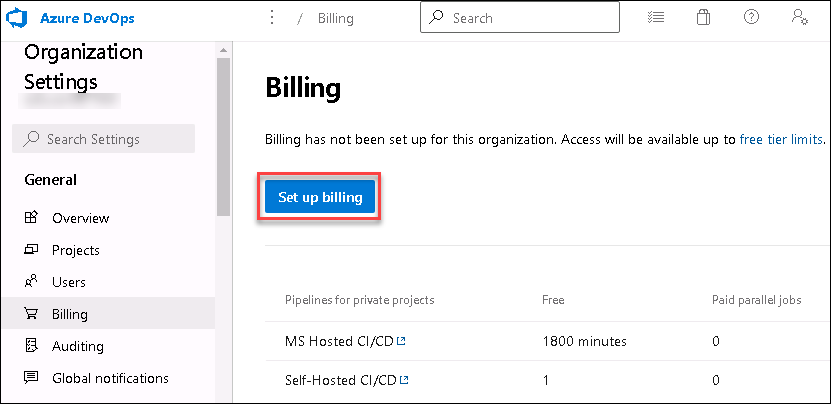 Azure DevOps
/ Billing
Search
Organization
Settings
Search Settings
General
Overview
Projects
Users
Billing
Auditing
Global notifications
Billing
Billing has not been set up for this organization. Access will be available up to free tier limits.
Set up billing
Pipelines for private projects Free Paid parallel jobs
MS Hosted CI/CD 1800 minutes 0
Self-Hosted CI/CD 1 0